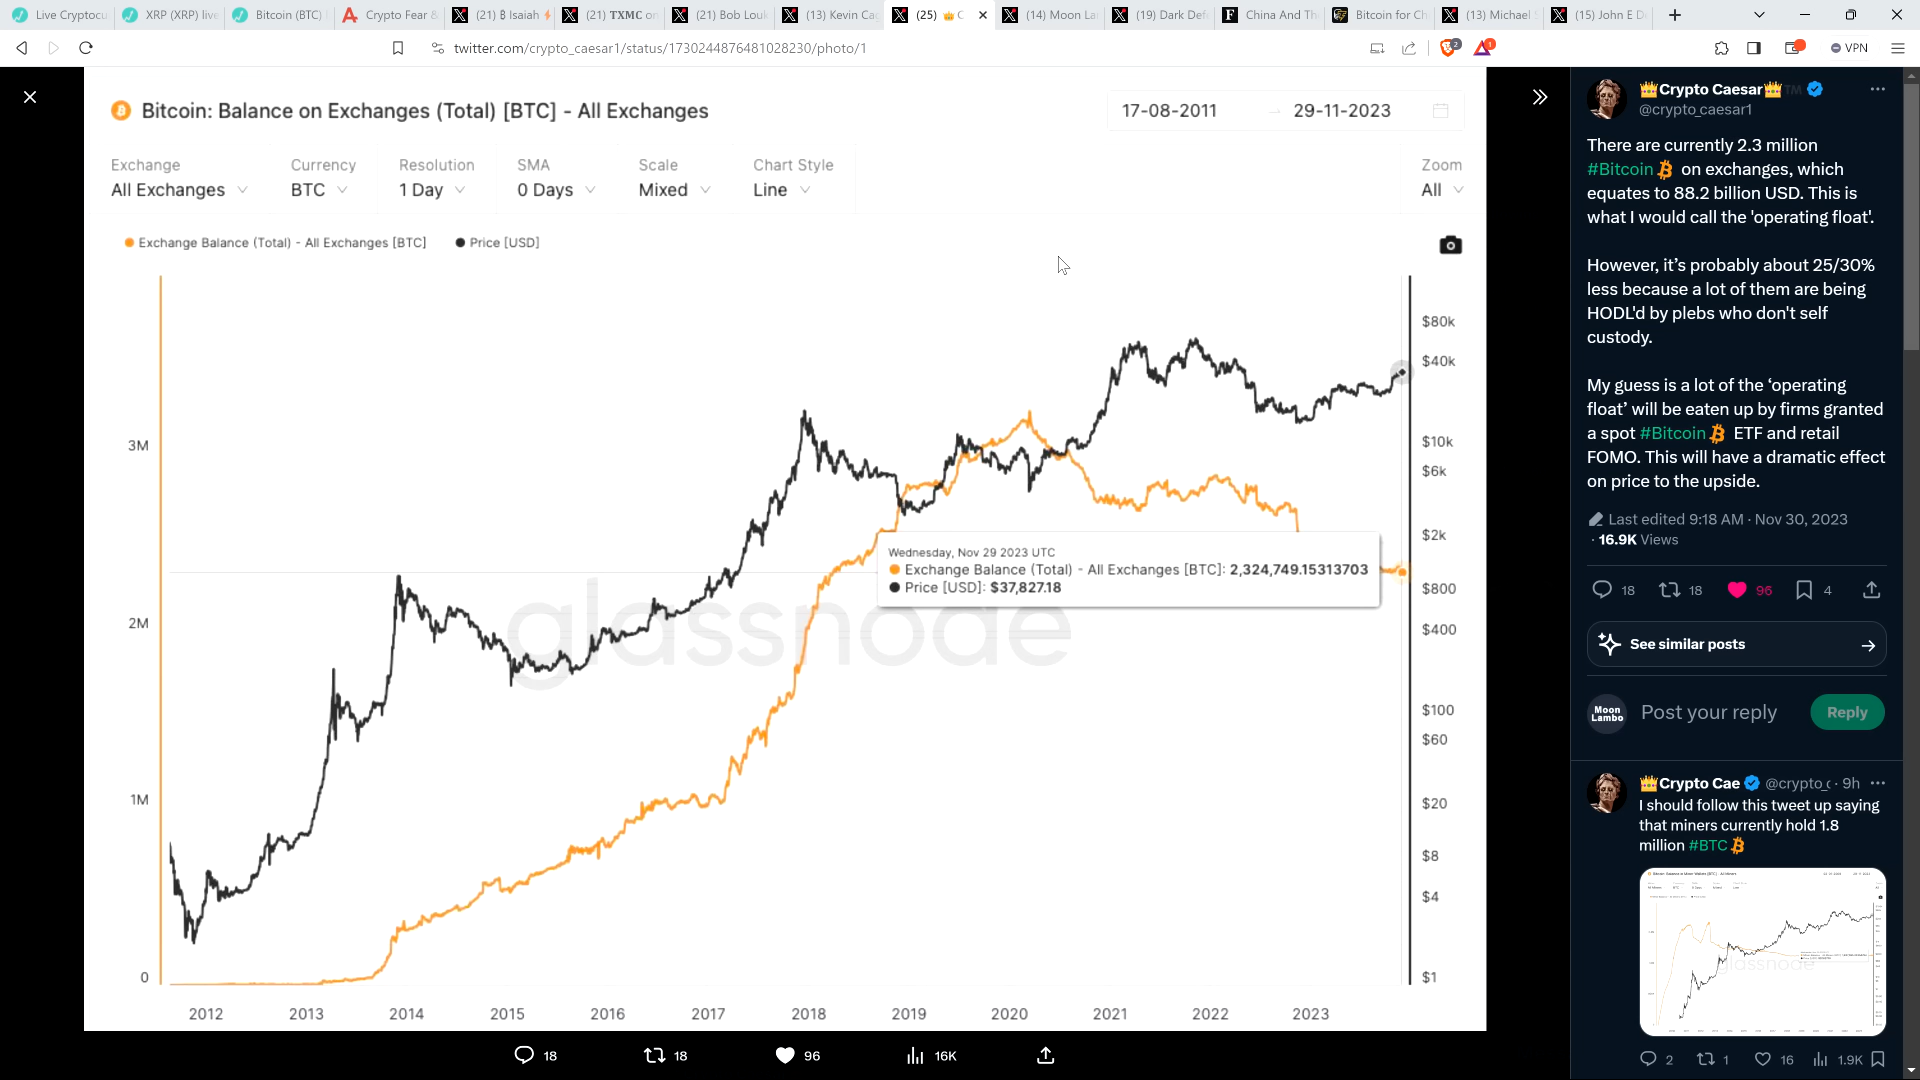 Live Cryptocu
XRP (XRP) live
Bitcoin (BTC)
Crypto Fear &
(21) ₿ Isaiah
(21) TXMC on
(21) Bob Louk
(13) Kevin Cag
(25) 👑 C
(14) Moon La
(19) Dark Defe
China And Th
Bitcoin for Ch
(13) Michael S
(15) John E De
twitter.com/crypto_caesar1/status/1730244876481028230/photo/1
2
1
VPN
Bitcoin: Balance on Exchanges (Total) [BTC] - All Exchanges
17-08-2011 → 29-11-2023
Exchange Currency Resolution SMA Scale Chart Style Zoom
All Exchanges BTC 1 Day 0 Days Mixed Line All
Exchange Balance (Total) - All Exchanges [BTC] Price [USD]
3M
2M
1M
0
$80k
$40k
$10k
$6k
$2k
$800
$400
$100
$60
$20
$8
$4
$1
Wednesday, Nov 29 2023 UTC
Exchange Balance (Total) - All Exchanges [BTC]: 2,324,749.15313703
Price [USD]: $37,827.18
glassnode
2012 2013 2014 2015 2016 2017 2018 2019 2020 2021 2022 2023
18 18 96 16K
👑Crypto Caesar👑™
@crypto_caesar1
There are currently 2.3 million
#Bitcoin on exchanges, which
equates to 88.2 billion USD. This is
what I would call the 'operating float'.
However, it’s probably about 25/30%
less because a lot of them are being
HODL'd by plebs who don't self
custody.
My guess is a lot of the ‘operating
float’ will be eaten up by firms granted
a spot #Bitcoin ETF and retail
FOMO. This will have a dramatic effect
on price to the upside.
Last edited 9:18 AM · Nov 30, 2023
· 16.9K Views
18 18 96 4
See similar posts
Moon
Lambo
Post your reply
Reply
👑Crypto Cae @crypto_c · 9h
I should follow this tweet up saying
that miners currently hold 1.8
million #BTC
glassnode
2 1 16 1.9K